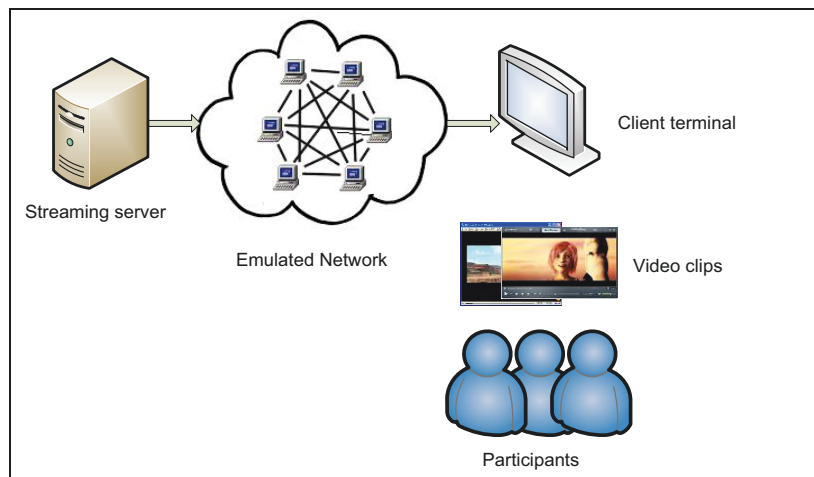 Streaming server
Emulated Network
Client terminal
Video clips
Participants